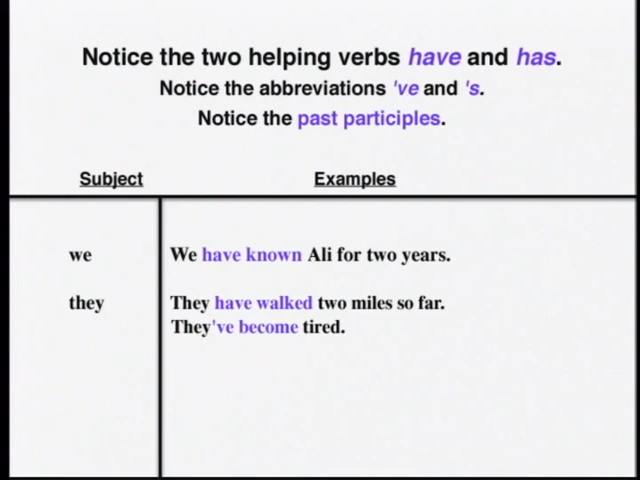 Notice the two helping verbs have and has.
Notice the abbreviations 've and 's.
Notice the past participles.
Subject Examples
we We have known Ali for two years.
they They have walked two miles so far.
They've become tired.